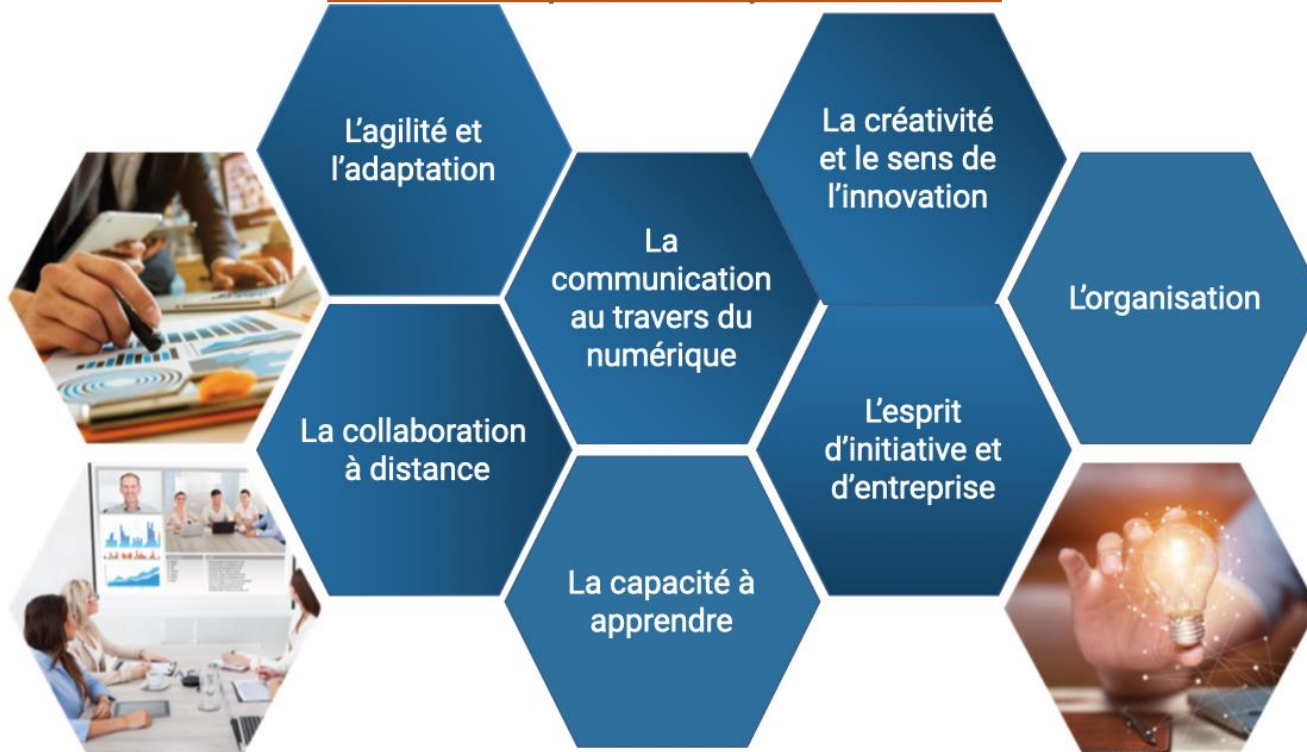 L'agilité et
l'adaptation
La créativité
et le sens de
l'innovation
La
communication
au travers du
numérique
L'organisation
La collaboration
à distance
L'esprit
d'initiative et
d'entreprise
La capacité à
apprendre